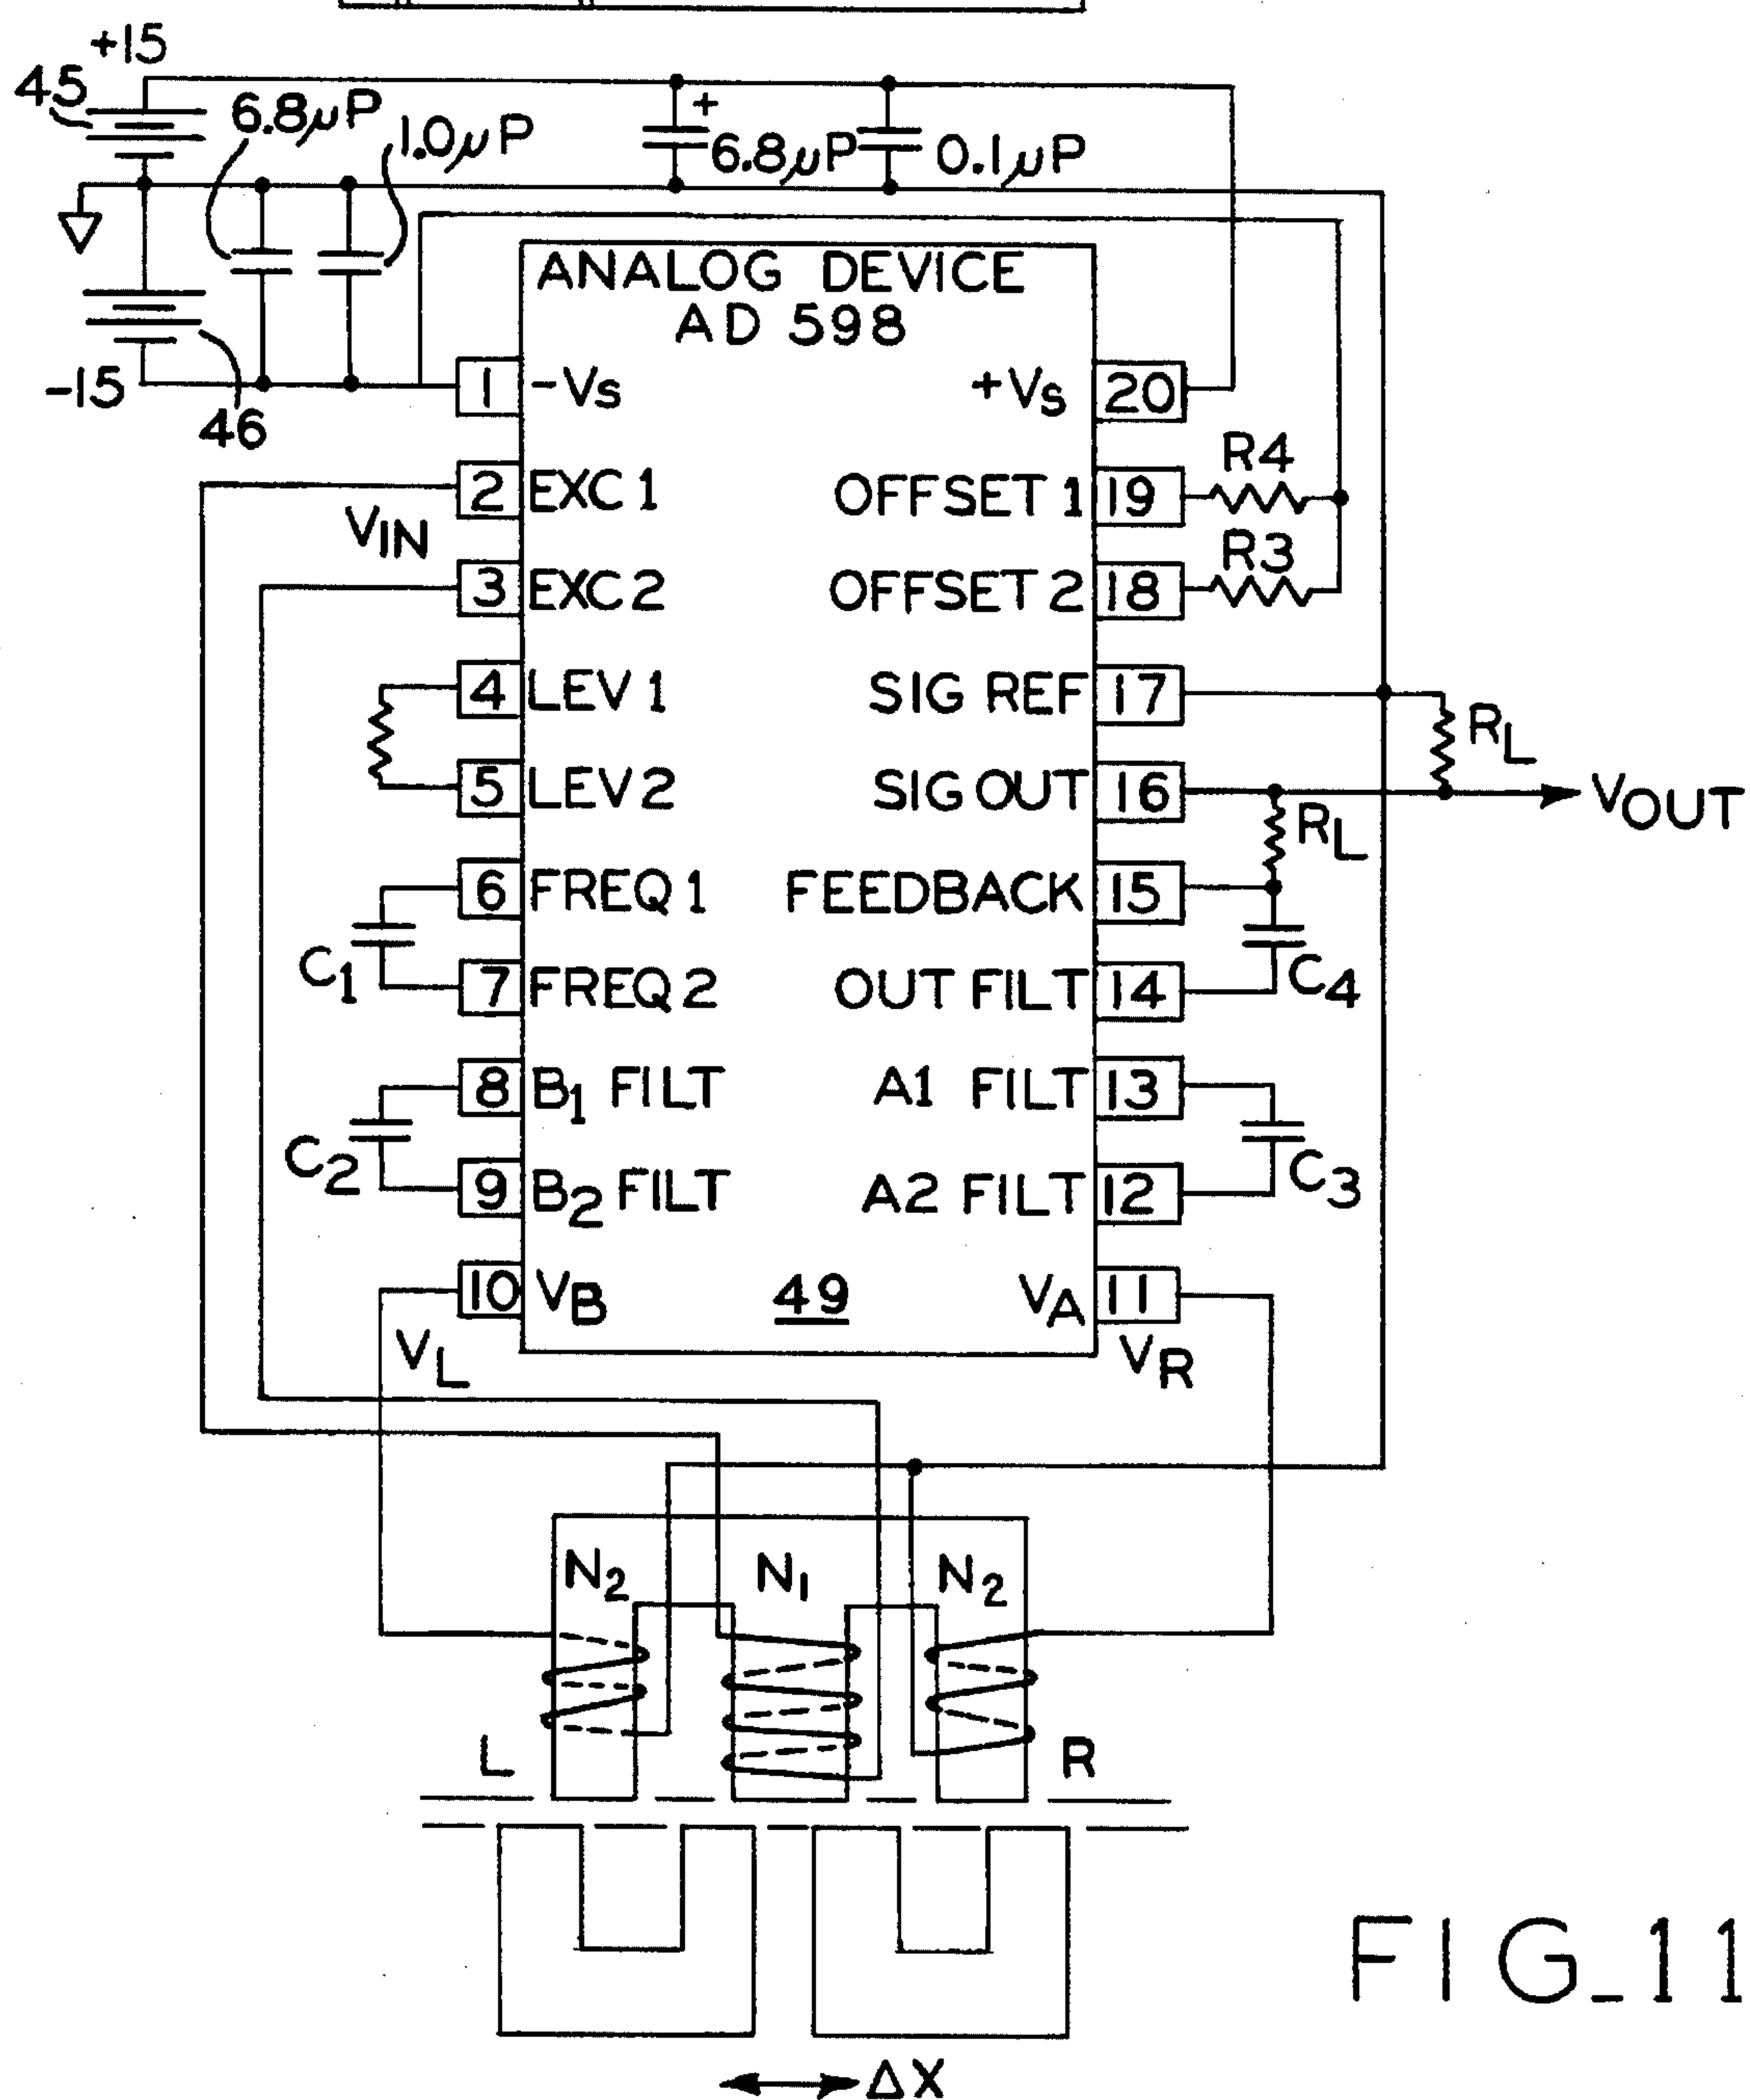 +15
45
6.8μP
1.0μP
+
6.8μP
0.1μP
-15
46
ANALOG DEVICE
AD 598
1 -VS
+VS 20
2 EXC 1
OFFSET 1 19
R4
VIN
3 EXC 2
OFFSET 2 18
R3
4 LEV 1
SIG REF 17
RL
5 LEV 2
SIG OUT 16
VOUT
RL
6 FREQ 1
FEEDBACK 15
C1
7 FREQ 2
OUT FILT 14
C4
8 B1 FILT
A1 FILT 13
C2
9 B2 FILT
A2 FILT 12
C3
10 VB
49
VA 11
VL
VR
N2 N1 N2
L
R
FIG_11
ΔX